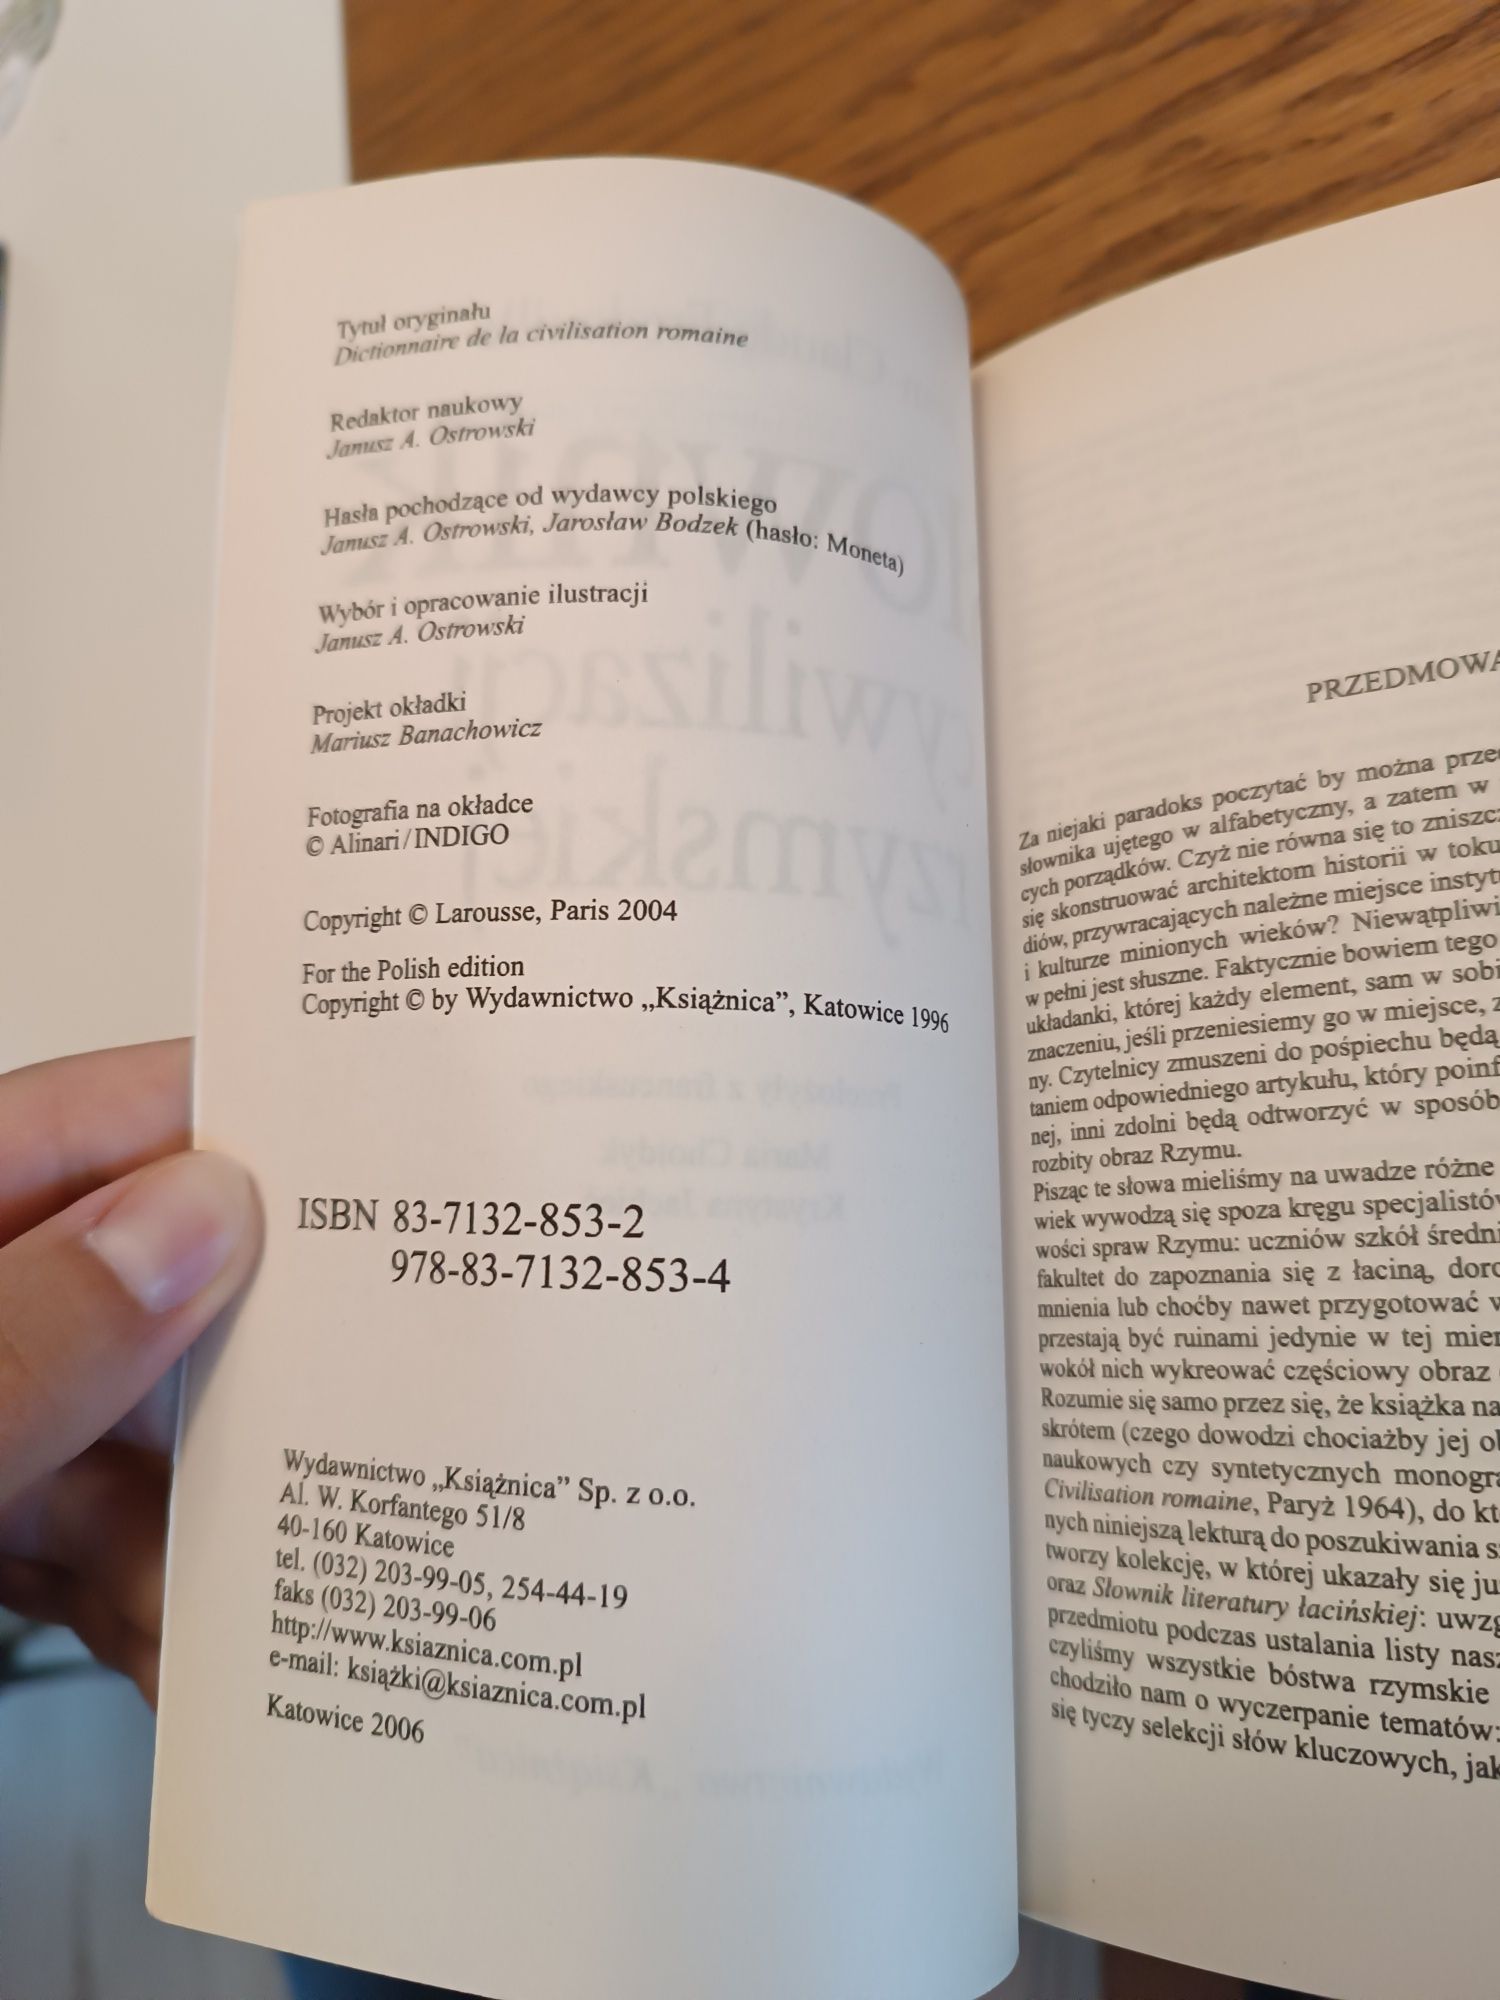 Tytuł oryginału
Dictionnaire de la civilisation romaine
Redaktor naukowy
Janusz A. Ostrowski
Hasła pochodzące od wydawcy polskiego
Janusz A. Ostrowski, Jarosław Bodzek (hasło: Moneta)
Wybór i opracowanie ilustracji
Janusz A. Ostrowski
Projekt okładki
Mariusz Banachowicz
Fotografia na okładce
© Alinari/INDIGO
Copyright © Larousse, Paris 2004
For the Polish edition
Copyright © by Wydawnictwo „Książnica”, Katowice 1996
ISBN 83-7132-853-2
978-83-7132-853-4
Wydawnictwo „Książnica” Sp. z o.o.
Al. W. Korfantego 51/8
40-160 Katowice
tel. (032) 203-99-05, 254-44-19
faks (032) 203-99-06
http://www.ksiaznica.com.pl
e-mail: książki@ksiaznica.com.pl
Katowice 2006
PRZEDMOWA
Za niejaki paradoks poczytać by można prze
słownika ujętego w alfabetyczny, a zatem w
cych porządków. Czyż nie równa się to zniszcz
się skonstruować architektom historii w toku
diów, przywracających należne miejsce instyt
i kulturze minionych wieków? Niewątpliwi
w pełni jest słuszne. Faktycznie bowiem tego
układanki, której każdy element, sam w sobi
znaczeniu, jeśli przeniesiemy go w miejsce, z
ny. Czytelnicy zmuszeni do pośpiechu będą
taniem odpowiedniego artykułu, który poinf
nej, inni zdolni będą odtworzyć w sposób
rozbity obraz Rzymu.
Pisząc te słowa mieliśmy na uwadze różne
wiek wywodzą się spoza kręgu specjalistów
wości spraw Rzymu: uczniów szkół średni
fakultet do zapoznania się z łaciną, doro
mnienia lub choćby nawet przygotować w
przestają być ruinami jedynie w tej mier
wokół nich wykreować częściowy obraz
Rozumie się samo przez się, że książka na
skrótem (czego dowodzi chociażby jej ob
naukowych czy syntetycznych monogra
Civilisation romaine, Paryż 1964), do kt
nych niniejszą lekturą do poszukiwania s
tworzy kolekcję, w której ukazały się ju
oraz Słownik literatury łacińskiej: uwzg
przedmiotu podczas ustalania listy nasz
czyliśmy wszystkie bóstwa rzymskie
chodziło nam o wyczerpanie tematów:
się tyczy selekcji słów kluczowych, jak